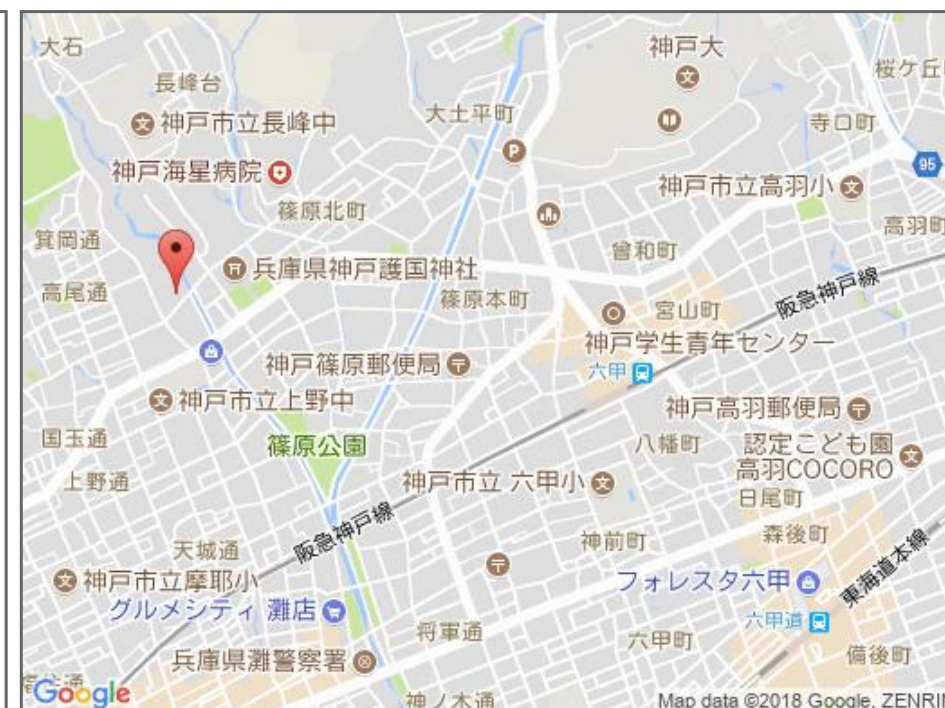 大石
神戸大
桜ケ丘
長峰台
大土平町
神戸市立長峰中
寺口町
95
神戸海星病院
P
神戸市立高羽小
篠原北町
高羽町
箕岡通
曾和町
兵庫県神戸護国神社
高尾通
篠原本町
宮山町
阪急神戸線
神戸学生青年センター
神戸篠原郵便局
六甲
神戸市立上野中
神戸高羽郵便局
国玉通
篠原公園
八幡町
認定こども園
高羽COCORO
上野通
神戸市立 六甲小
日尾町
阪急神戸線
森後町
天城通
神前町
神戸市立摩耶小
フォレスタ六甲
東海道本線
グルメシティ 灘店
六甲道
将軍通
六甲町
備後町
兵庫県灘警察署
Google
神ノ木通
Map data ©2018 Google, ZENRIN